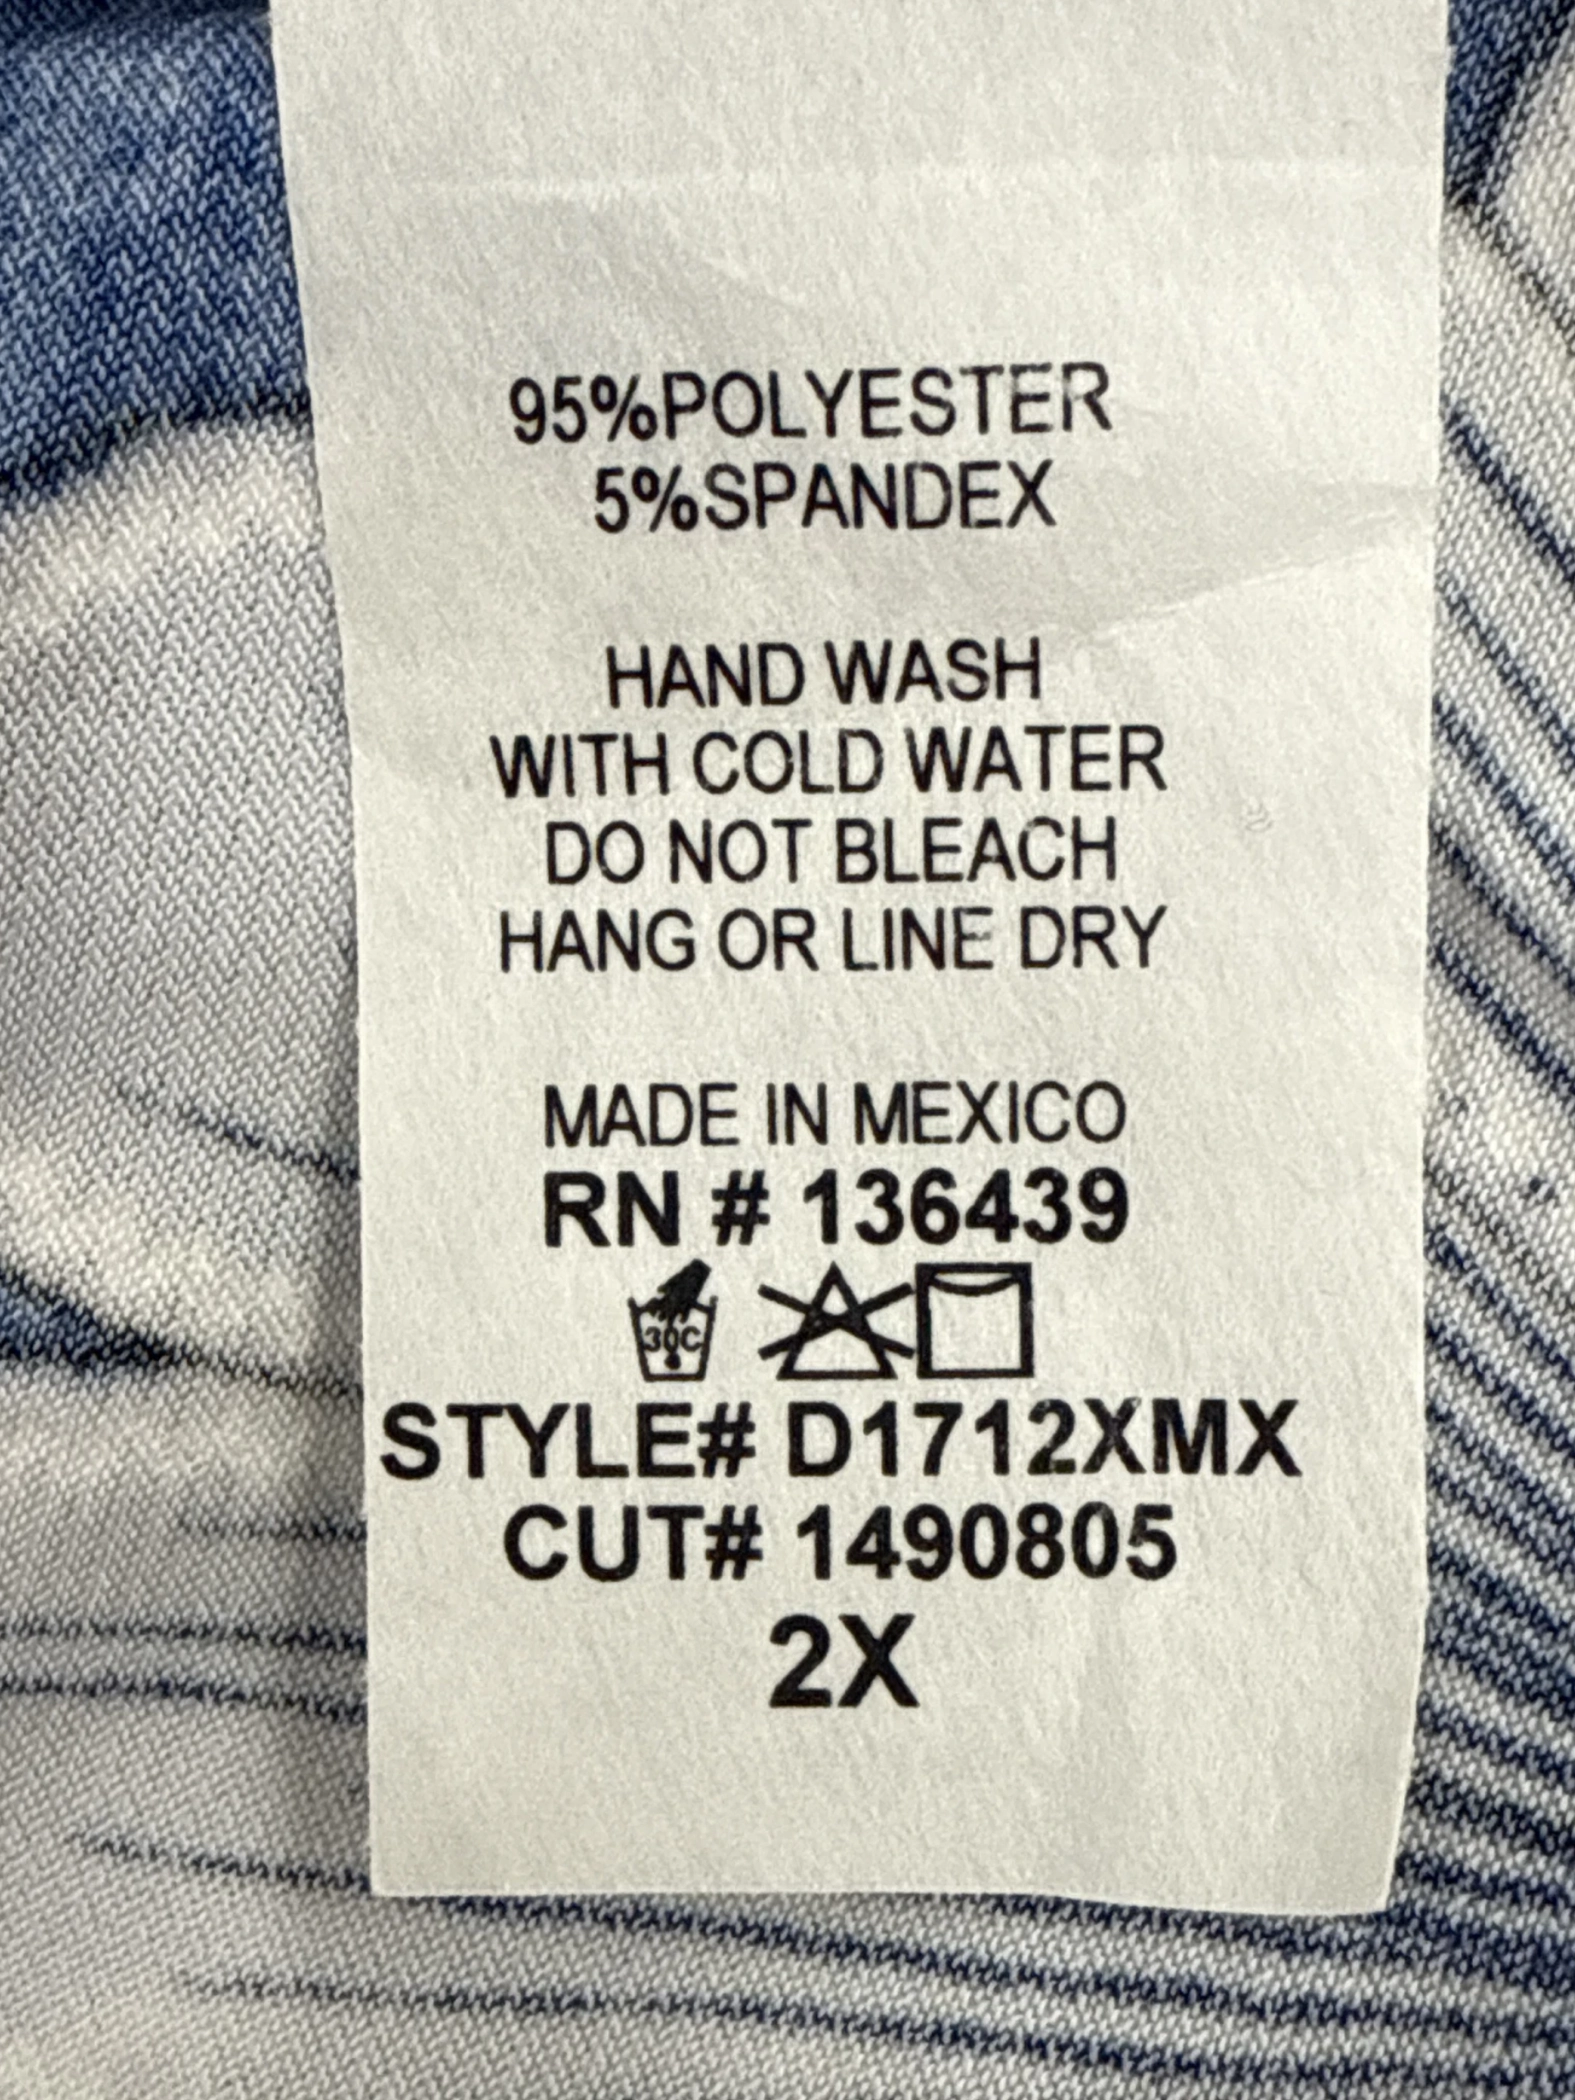 95%POLYESTER
5%SPANDEX
HAND WASH
WITH COLD WATER
DO NOT BLEACH
HANG OR LINE DRY
MADE IN MEXICO
RN # 136439
30C
STYLE# D1712XMX
CUT# 1490805
2X